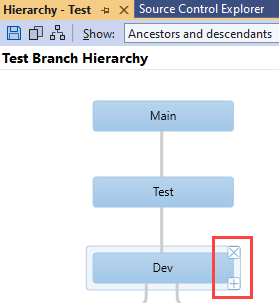 Hierarchy - Test
Source Control Explorer
Show:
Ancestors and descendants
Test Branch Hierarchy
Main
Test
Dev